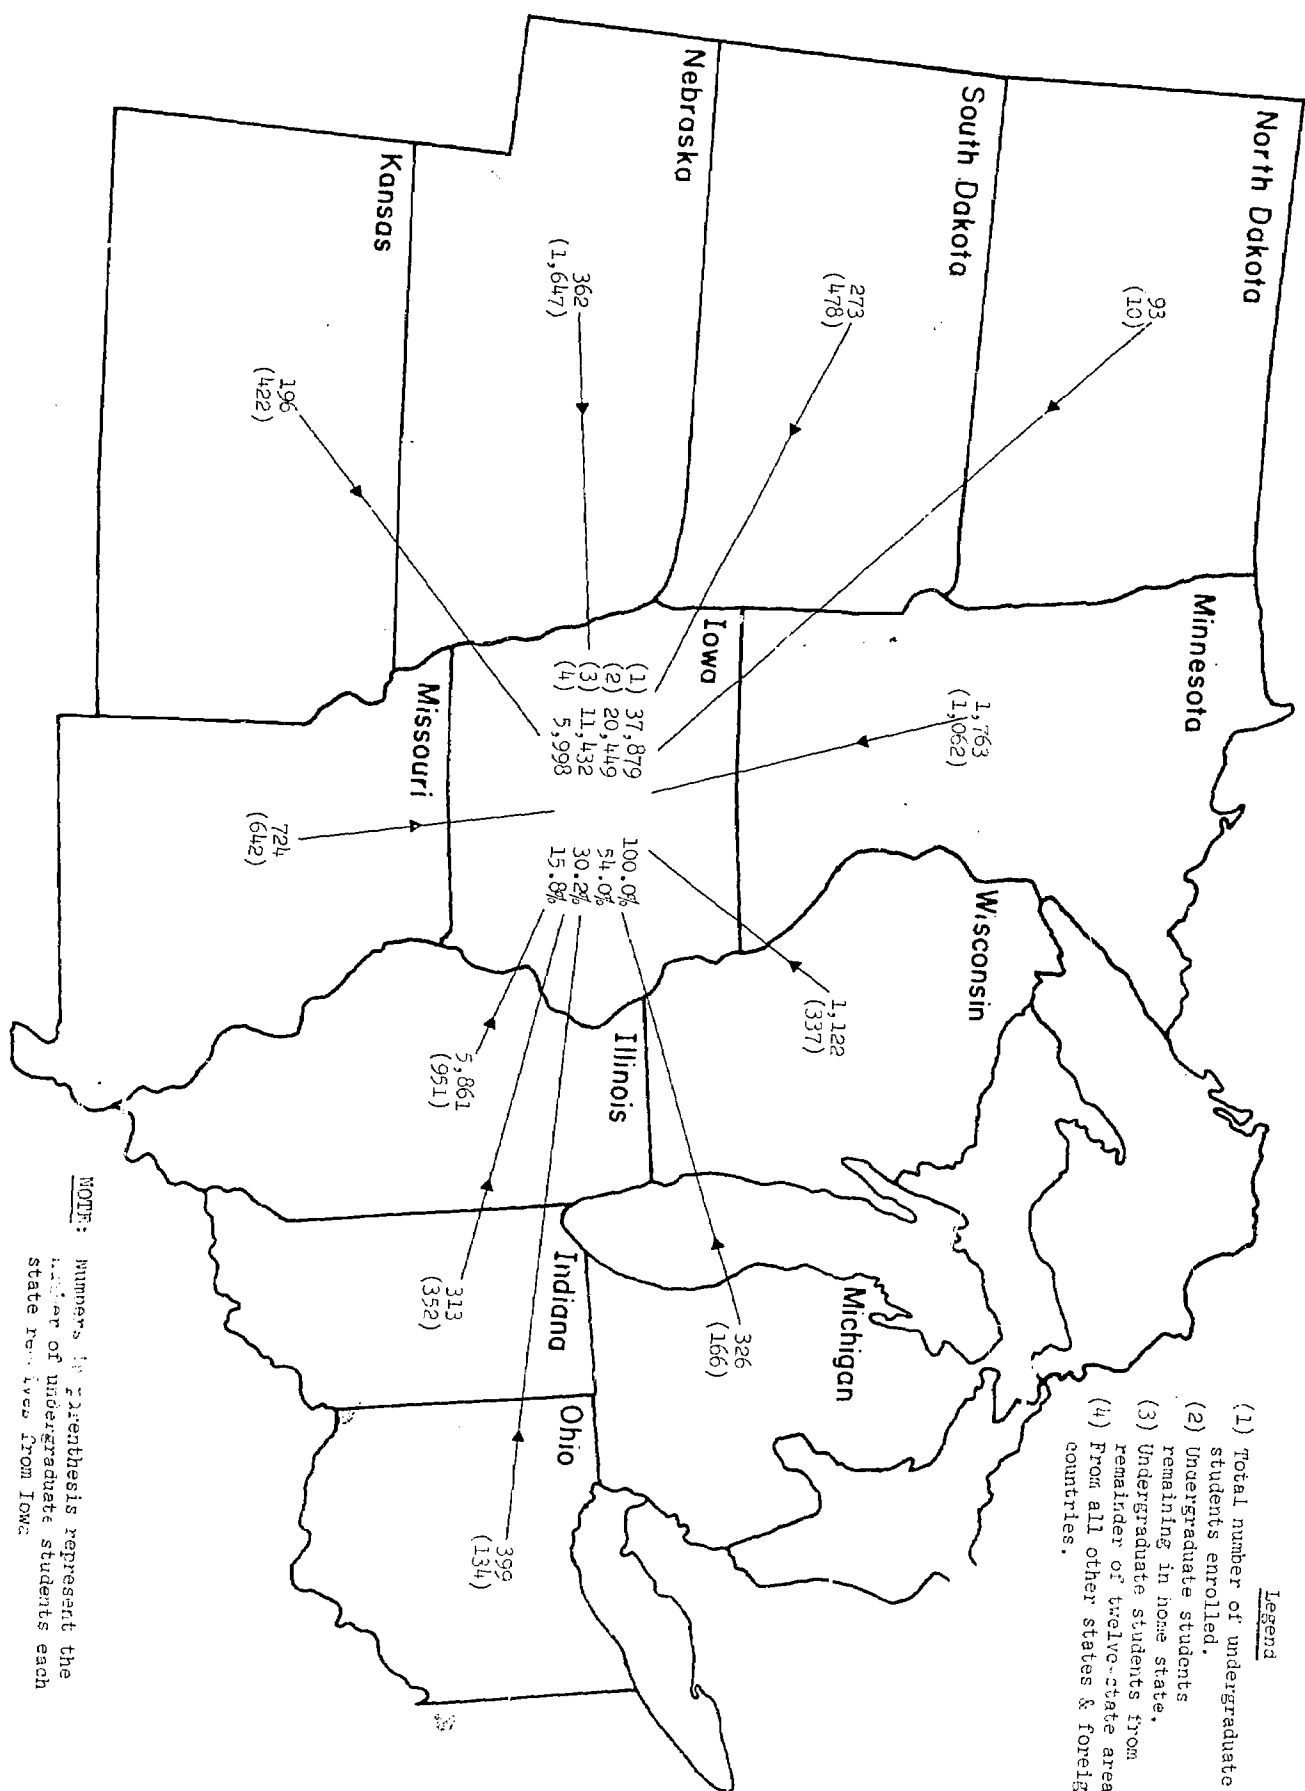 North Dakota
93
(10)
South Dakota
273
(478)
Nebraska
362
(1,647)
Kansas
196
(422)
Minnesota
1,763
(1,062)
Iowa
(1) 37,879 100.0%
(2) 20,449 54.0%
(3) 11,432 30.2%
(4) 5,998 15.8%
Missouri
724
(642)
Wisconsin
1,122
(337)
Illinois
5,861
(951)
Michigan
326
(166)
Indiana
313
(352)
Ohio
399
(134)
Legend
(1) Total number of undergraduate
students enrolled.
(2) Undergraduate students
remaining in home state.
(3) Undergraduate students from
remainder of twelve-state area
(4) From all other states & foreig
countries.
NOTE: Numbers in parenthesis represent the
number of undergraduate students each
state receives from Iowa